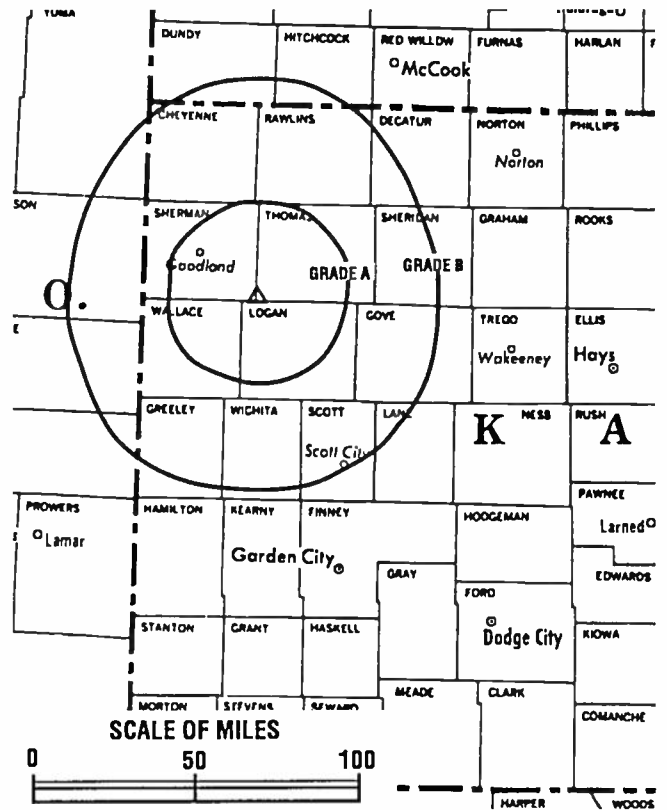 YUMA
DUNDY
HITCHCOCK
RED WILLOW
FURNAS
HARLAN
McCook
CHEYENNE
RAWLINS
DECATUR
NORTON
PHILLIPS
Norton
SON
SHERMAN
THOMAS
SHERIDAN
GRAHAM
ROOKS
Goodland
GRADE A
GRADE B
O.
WALLACE
LOGAN
GOVE
TREGO
ELLIS
E
Wakeeney
Hays
GREELEY
WICHITA
SCOTT
LANE
K
NESS
RUSH
A
Scott City
PAWNEE
PROWERS
HAMILTON
KEARNY
FINNEY
HODGEMAN
Larned
Lamar
Garden City
GRAY
EDWARDS
FORD
STANTON
GRANT
HASKELL
Dodge City
KIOWA
MEADE
CLARK
MORTON
STEVENS
SEWARD
COMANCHE
SCALE OF MILES
0 50 100
HARPER
WOODS